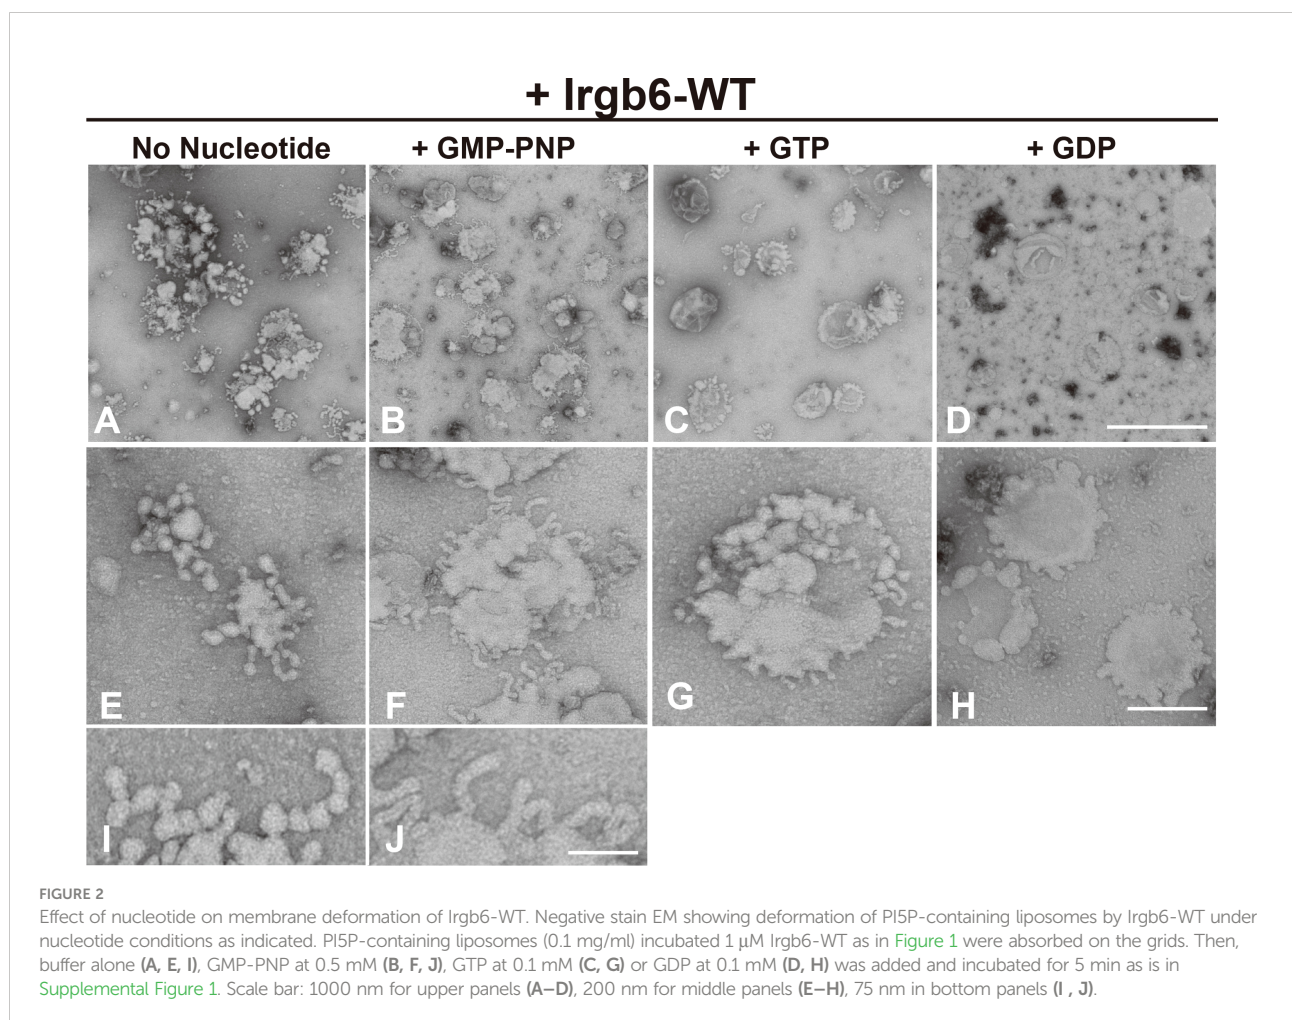 + Irgb6-WT
No Nucleotide + GMP-PNP + GTP + GDP
A B C D
E F G H
I J
FIGURE 2
Effect of nucleotide on membrane deformation of Irgb6-WT. Negative stain EM showing deformation of PI5P-containing liposomes by Irgb6-WT under
nucleotide conditions as indicated. PI5P-containing liposomes (0.1 mg/ml) incubated 1 μM Irgb6-WT as in Figure 1 were absorbed on the grids. Then,
buffer alone (A, E, I), GMP-PNP at 0.5 mM (B, F, J), GTP at 0.1 mM (C, G) or GDP at 0.1 mM (D, H) was added and incubated for 5 min as is in
Supplemental Figure 1. Scale bar: 1000 nm for upper panels (A–D), 200 nm for middle panels (E–H), 75 nm in bottom panels (I , J).